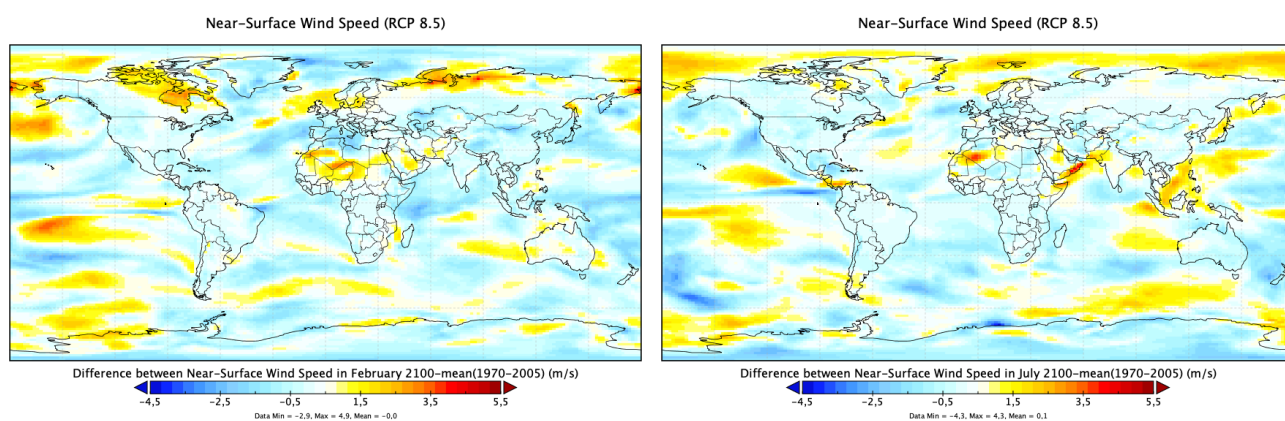 Near-Surface Wind Speed (RCP 8.5)
Difference between Near-Surface Wind Speed in February 2100-mean(1970-2005) (m/s)
-4,5 -2,5 -0,5 1,5 3,5 5,5
Data Min = -2,9, Max = 4,9, Mean = -0,0
Near-Surface Wind Speed (RCP 8.5)
Difference between Near-Surface Wind Speed in July 2100-mean(1970-2005) (m/s)
-4,5 -2,5 -0,5 1,5 3,5 5,5
Data Min = -4,3, Max = 4,3, Mean = 0,1